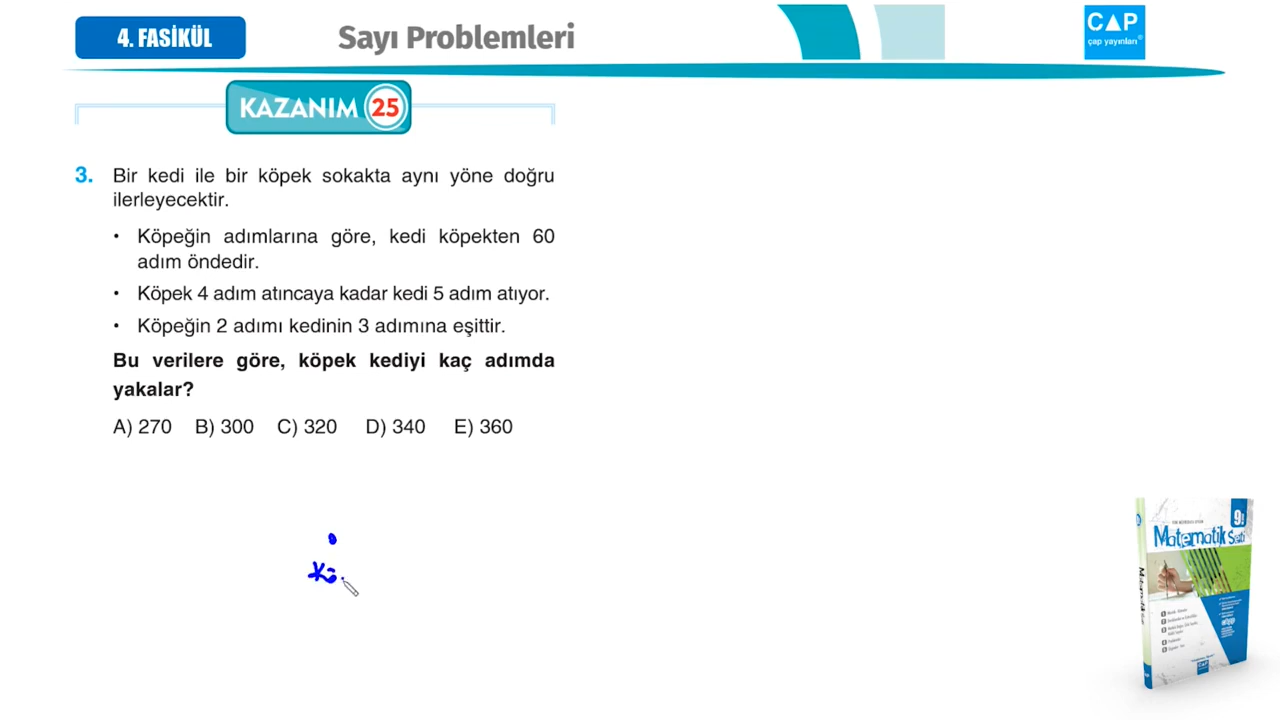 4. FASİKÜL
Sayı Problemleri
ÇAP
çap yayınları®
KAZANIM 25
3. Bir kedi ile bir köpek sokakta aynı yöne doğru
ilerleyecektir.
• Köpeğin adımlarına göre, kedi köpekten 60
adım öndedir.
• Köpek 4 adım atıncaya kadar kedi 5 adım atıyor.
• Köpeğin 2 adımı kedinin 3 adımına eşittir.
Bu verilere göre, köpek kediyi kaç adımda
yakalar?
A) 270 B) 300 C) 320 D) 340 E) 360
Kö
9
Matematik
Matematik
ÇAP